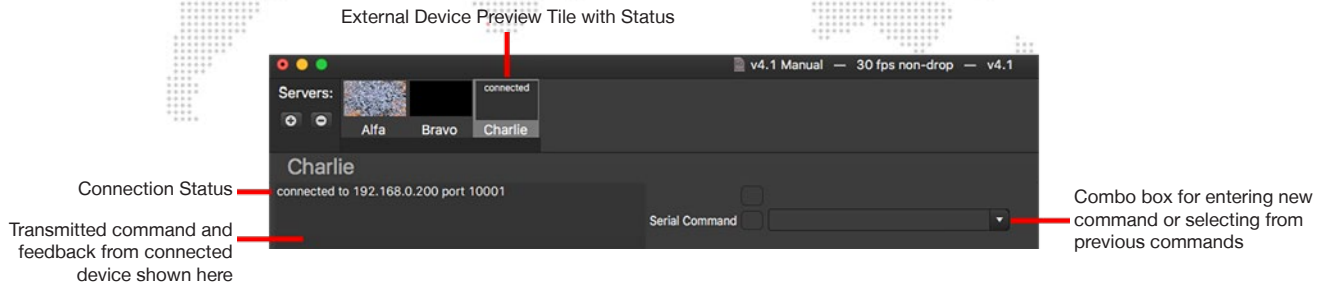 External Device Preview Tile with Status
v4.1 Manual — 30 fps non-drop — v4.1
Servers:
connected
Alfa Bravo Charlie
Charlie
Connection Status
connected to 192.168.0.200 port 10001
Serial Command
Transmitted command and
feedback from connected
device shown here
Combo box for entering new
command or selecting from
previous commands